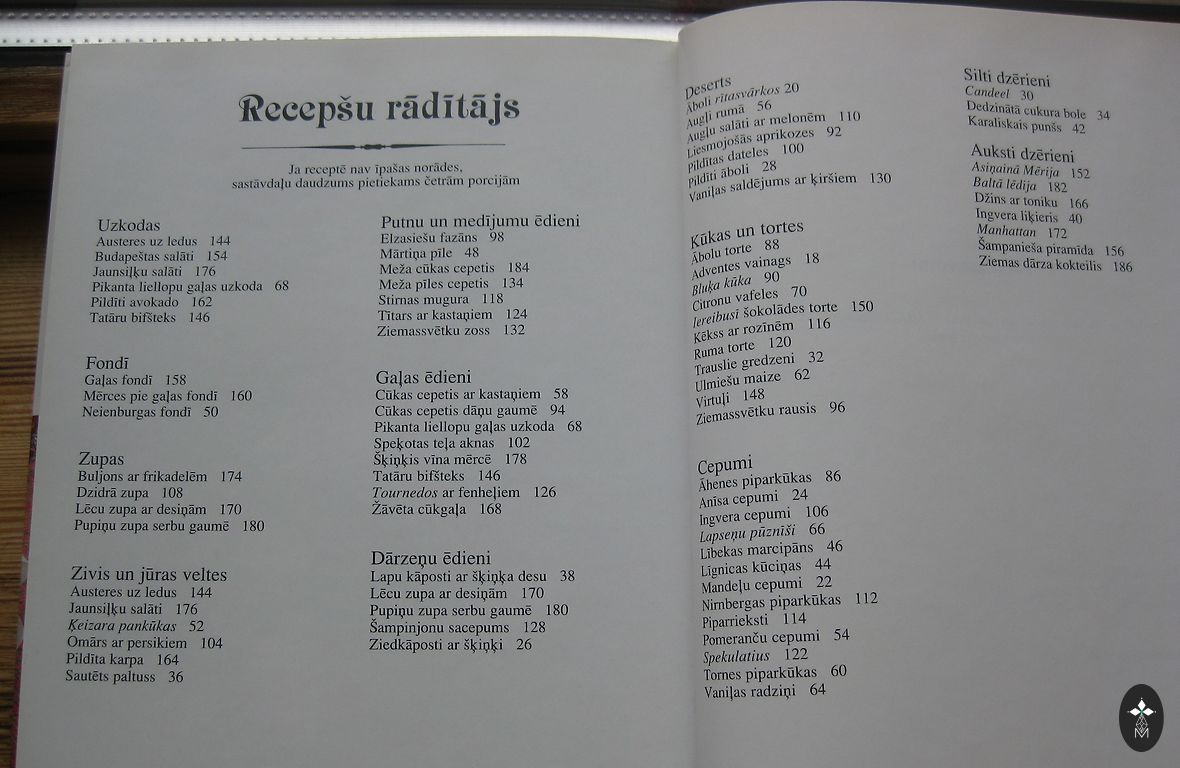 Recepšu rādītājs
Ja receptē nav īpašas norādes,
sastāvdaļu daudzums pietiekams četrām porcijām
Uzkodas
Austeres uz ledus 144
Budapeštas salāti 154
Jaunsiļķu salāti 176
Pikanta liellopu gaļas uzkoda 68
Pildīti avokado 162
Tatāru bifšteks 146
Fondī
Gaļas fondī 158
Mērces pie gaļas fondī 160
Neienburgas fondī 50
Zupas
Buljons ar frikadelēm 174
Dzidrā zupa 108
Lēcu zupa ar desiņām 170
Pupiņu zupa serbu gaumē 180
Zivis un jūras veltes
Austeres uz ledus 144
Jaunsiļķu salāti 176
Ķeizara pankūkas 52
Omārs ar persikiem 104
Pildīta karpa 164
Sautēts paltuss 36
Putnu un medījumu ēdieni
Elzasiešu fazāns 98
Mārtiņa pīle 48
Meža cūkas cepetis 184
Meža pīles cepetis 134
Stirnas mugura 118
Tītars ar kastaņiem 124
Ziemassvētku zoss 132
Gaļas ēdieni
Cūkas cepetis ar kastaņiem 58
Cūkas cepetis dāņu gaumē 94
Pikanta liellopu gaļas uzkoda 68
Speķotas teļa aknas 102
Šķiņķis vīna mērcē 178
Tatāru bifšteks 146
Tournedos ar fenheļiem 126
Žāvēta cūkgaļa 168
Dārzeņu ēdieni
Lapu kāposti ar šķiņķa desu 38
Lēcu zupa ar desiņām 170
Pupiņu zupa serbu gaumē 180
Šampinjonu sacepums 128
Ziedkāposti ar šķiņķi 26
Deserts
Āboli rītasvārkos 20
Augļi rumā 56
Augļu salāti ar melonēm 110
Liesmojošās aprikozes 92
Pildītas dateles 100
Pildīti āboli 28
Vaniļas saldējums ar ķiršiem 130
Kūkas un tortes
Ābolu torte 88
Adventes vainags 18
Bluķa kūka 90
Citronu vafeles 70
Iereibusī šokolādes torte 150
Kēkss ar rozīnēm 116
Ruma torte 120
Trauslie gredzeni 32
Ulmiešu maize 62
Virtuļi 148
Ziemassvētku rausis 96
Cepumi
Āhenes piparkūkas 86
Anīsa cepumi 24
Ingvera cepumi 106
Lapseņu pūznīši 66
Lībekas marcipāns 46
Līgnicas kūciņas 44
Mandeļu cepumi 22
Nirnbergas piparkūkas 112
Piparrieksti 114
Pomeranču cepumi 54
Spekulatius 122
Tornes piparkūkas 60
Vaniļas radziņi 64
Silti dzērieni
Candeel 30
Dedzinātā cukura bole 34
Karaliskais punšs 42
Auksti dzērieni
Asiņainā Mērija 152
Baltā lēdija 182
Džins ar toniku 166
Ingvera liķieris 40
Manhattan 172
Šampanieša piramīda 156
Ziemas dārza kokteilis 186
M